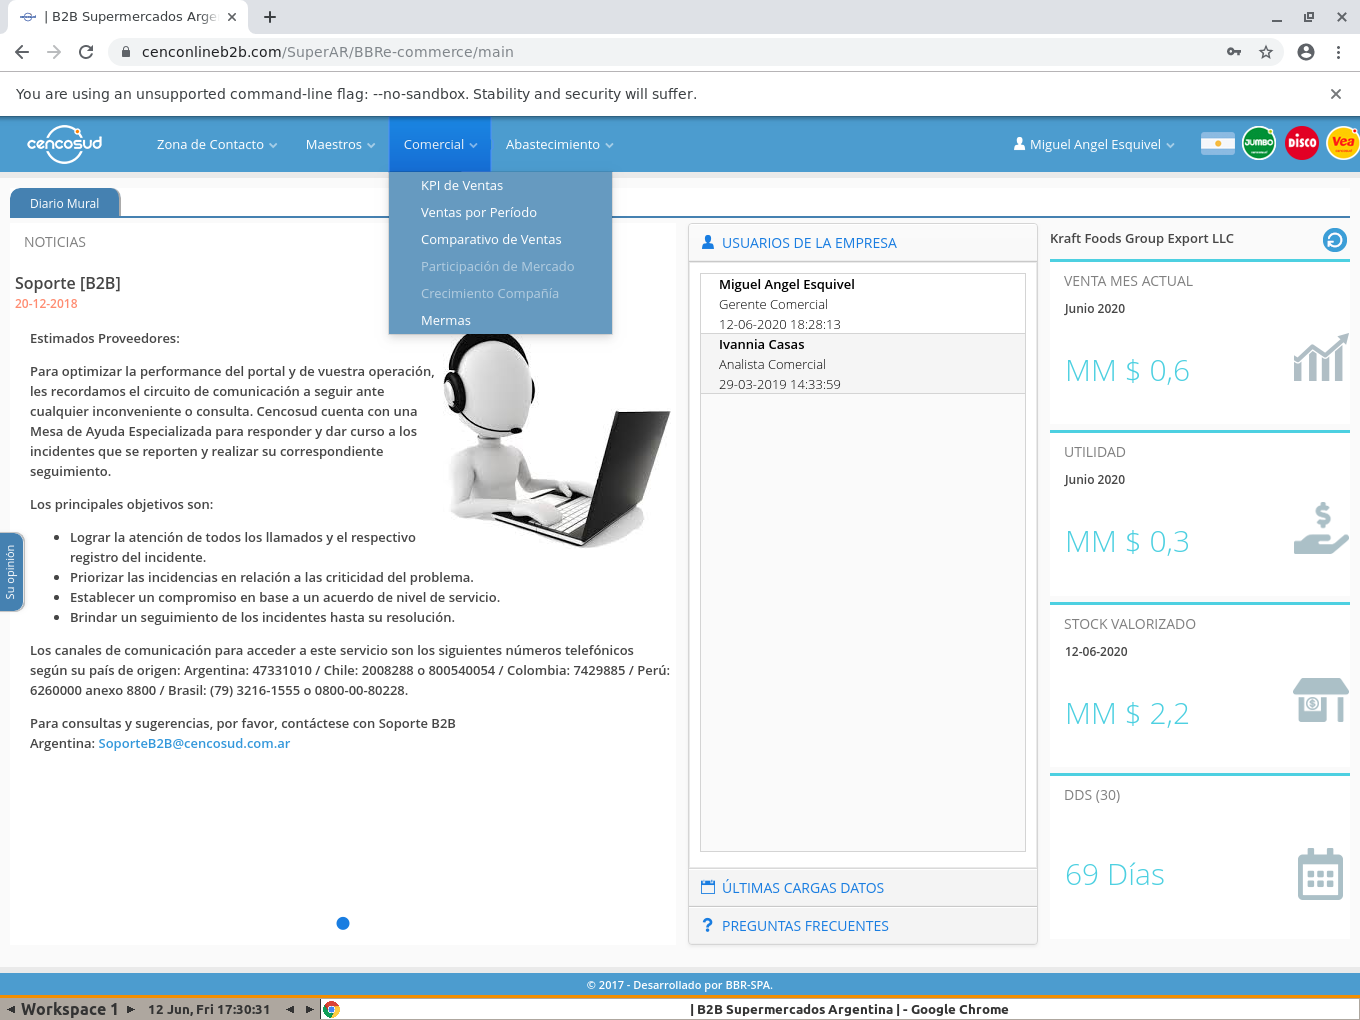 | B2B Supermercados Arge
cenconlineb2b.com/SuperAR/BBRe-commerce/main
You are using an unsupported command-line flag: --no-sandbox. Stability and security will suffer.
cencosud
Zona de Contacto
Maestros
Comercial
Abastecimiento
Miguel Angel Esquivel
JUMBO
DISCO
Vea
KPI de Ventas
Ventas por Período
Comparativo de Ventas
Participación de Mercado
Crecimiento Compañía
Mermas
Diario Mural
NOTICIAS
Soporte [B2B]
20-12-2018
Estimados Proveedores:
Para optimizar la performance del portal y de vuestra operación,
les recordamos el circuito de comunicación a seguir ante
cualquier inconveniente o consulta. Cencosud cuenta con una
Mesa de Ayuda Especializada para responder y dar curso a los
incidentes que se reporten y realizar su correspondiente
seguimiento.
Los principales objetivos son:
• Lograr la atención de todos los llamados y el respectivo
registro del incidente.
• Priorizar las incidencias en relación a las criticidad del problema.
• Establecer un compromiso en base a un acuerdo de nivel de servicio.
• Brindar un seguimiento de los incidentes hasta su resolución.
Los canales de comunicación para acceder a este servicio son los siguientes números telefónicos
según su país de origen: Argentina: 47331010 / Chile: 2008288 o 800540054 / Colombia: 7429885 / Perú:
6260000 anexo 8800 / Brasil: (79) 3216-1555 o 0800-00-80228.
Para consultas y sugerencias, por favor, contáctese con Soporte B2B
Argentina: SoporteB2B@cencosud.com.ar
Su opinión
USUARIOS DE LA EMPRESA
Miguel Angel Esquivel
Gerente Comercial
12-06-2020 18:28:13
Ivannia Casas
Analista Comercial
29-03-2019 14:33:59
ÚLTIMAS CARGAS DATOS
PREGUNTAS FRECUENTES
Kraft Foods Group Export LLC
VENTA MES ACTUAL
Junio 2020
MM $ 0,6
UTILIDAD
Junio 2020
MM $ 0,3
STOCK VALORIZADO
12-06-2020
MM $ 2,2
DDS (30)
69 Días
© 2017 - Desarrollado por BBR-SPA.
Workspace 1
12 Jun, Fri 17:30:31
| B2B Supermercados Argentina | - Google Chrome